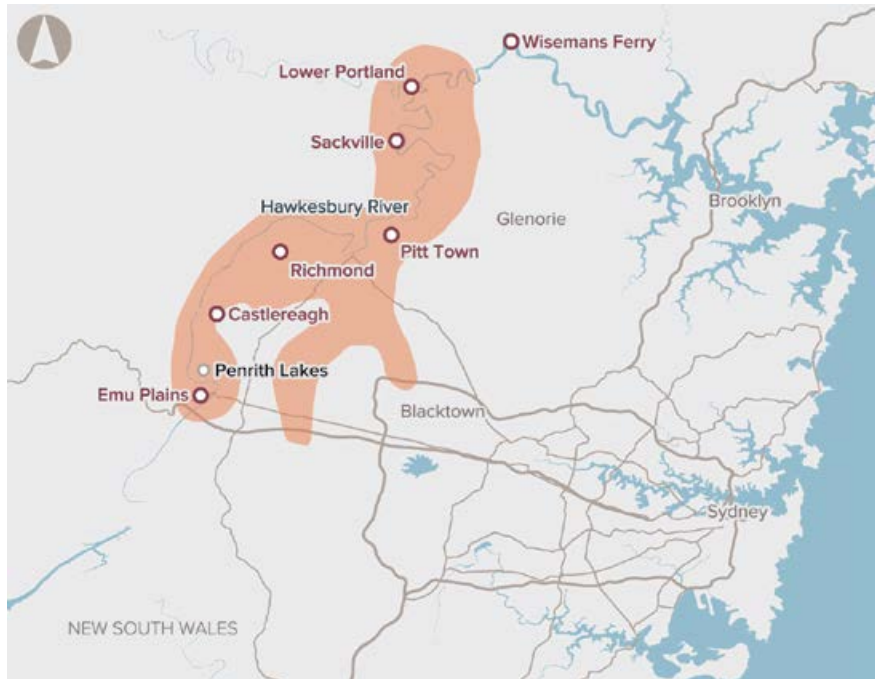 Wisemans Ferry
Lower Portland
Sackville
Brooklyn
Hawkesbury River
Glenorie
Pitt Town
Richmond
Castlereagh
Penrith Lakes
Emu Plains
Blacktown
Sydney
NEW SOUTH WALES